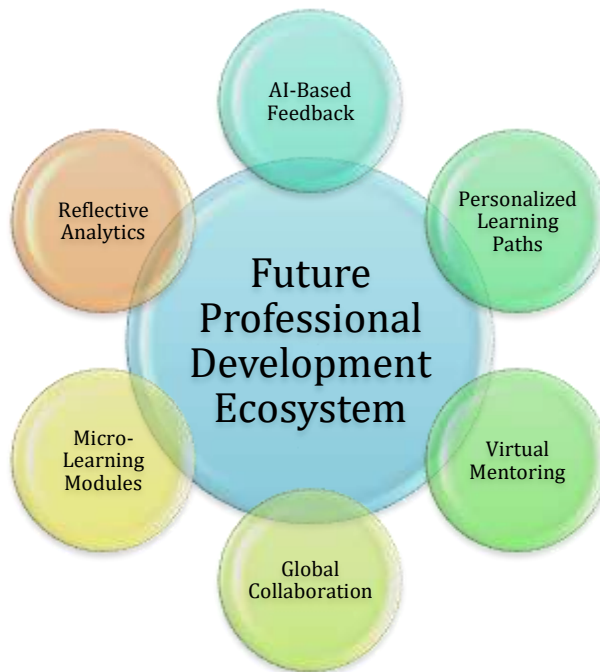 AI-Based
Feedback
Personalized
Learning
Paths
Virtual
Mentoring
Global
Collaboration
Micro-
Learning
Modules
Reflective
Analytics
Future
Professional
Development
Ecosystem